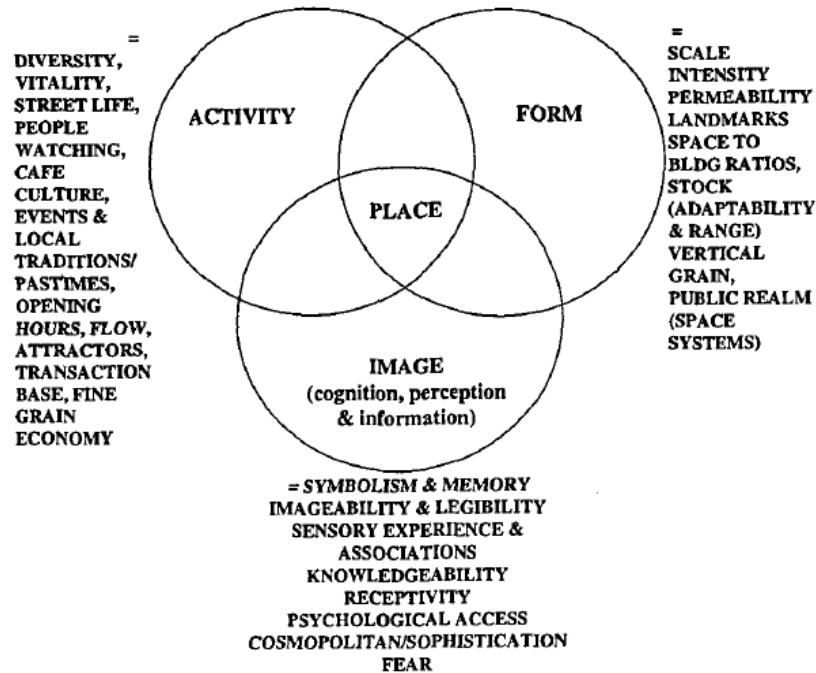 =
DIVERSITY,
VITALITY,
STREET LIFE,
PEOPLE
WATCHING,
CAFE
CULTURE,
EVENTS &
LOCAL
TRADITIONS/
PASTIMES,
OPENING
HOURS, FLOW,
ATTRACTORS,
TRANSACTION
BASE, FINE
GRAIN
ECONOMY
ACTIVITY
FORM
PLACE
IMAGE
(cognition, perception
& information)
=
SCALE
INTENSITY
PERMEABILITY
LANDMARKS
SPACE TO
BLDG RATIOS,
STOCK
(ADAPTABILITY
& RANGE)
VERTICAL
GRAIN,
PUBLIC REALM
(SPACE
SYSTEMS)
= SYMBOLISM & MEMORY
IMAGEABILITY & LEGIBILITY
SENSORY EXPERIENCE &
ASSOCIATIONS
KNOWLEDGEABILITY
RECEPTIVITY
PSYCHOLOGICAL ACCESS
COSMOPOLITAN/SOPHISTICATION
FEAR